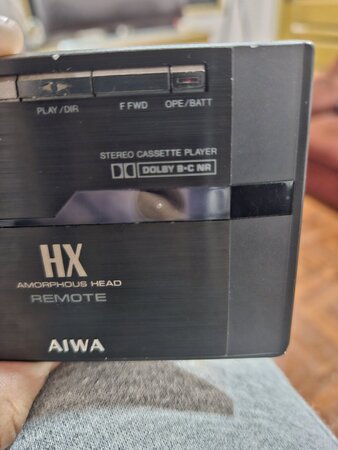 PLAY/DIR F FWD OPE/BATT
STEREO CASSETTE PLAYER
DOLBY B-C NR
HX
AMORPHOUS HEAD
REMOTE
AIWA